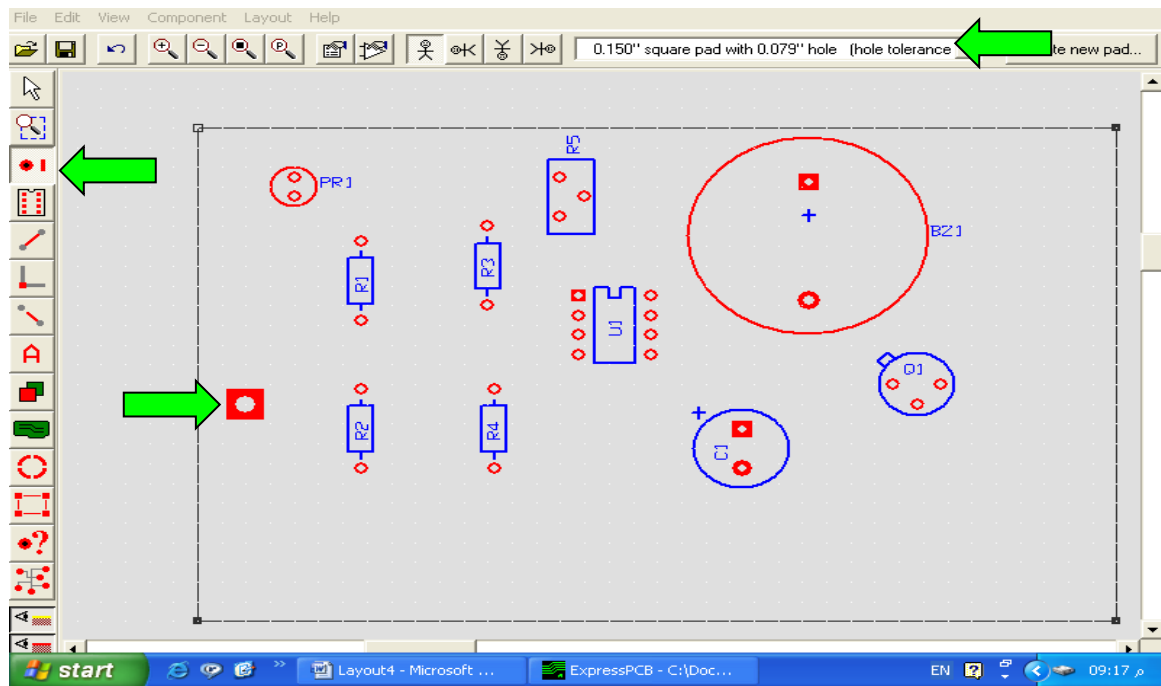 File Edit View Component Layout Help
0.150" square pad with 0.079" hole (hole tolerance te new pad...
R5
PR1
BZ1
R1
R3
U1
Q1
R2
R4
C1
start
Layout4 - Microsoft ...
ExpressPCB - C:\Doc...
EN
09:17 م